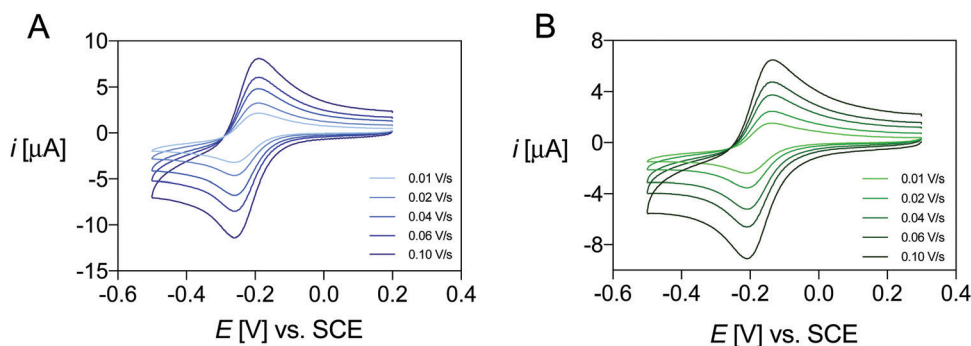 A
i [µA]
10
5
0
-5
-10
-15
-0.6
-0.4
-0.2
0.0
0.2
0.4
E [V] vs. SCE
0.01 V/s
0.02 V/s
0.04 V/s
0.06 V/s
0.10 V/s
B
i [µA]
8
4
0
-4
-8
-0.6
-0.4
-0.2
0.0
0.2
0.4
E [V] vs. SCE
0.01 V/s
0.02 V/s
0.04 V/s
0.06 V/s
0.10 V/s